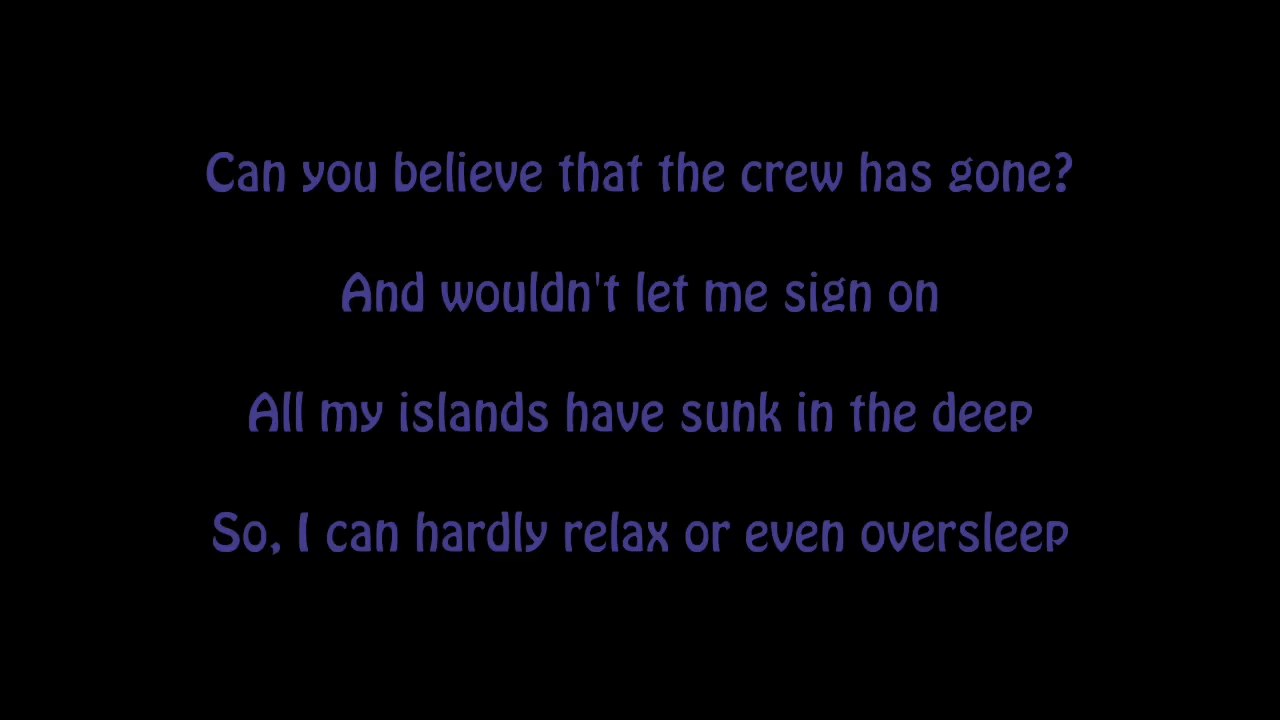 Can you believe that the crew has gone?
And wouldn't let me sign on
All my islands have sunk in the deep
So, I can hardly relax or even oversleep